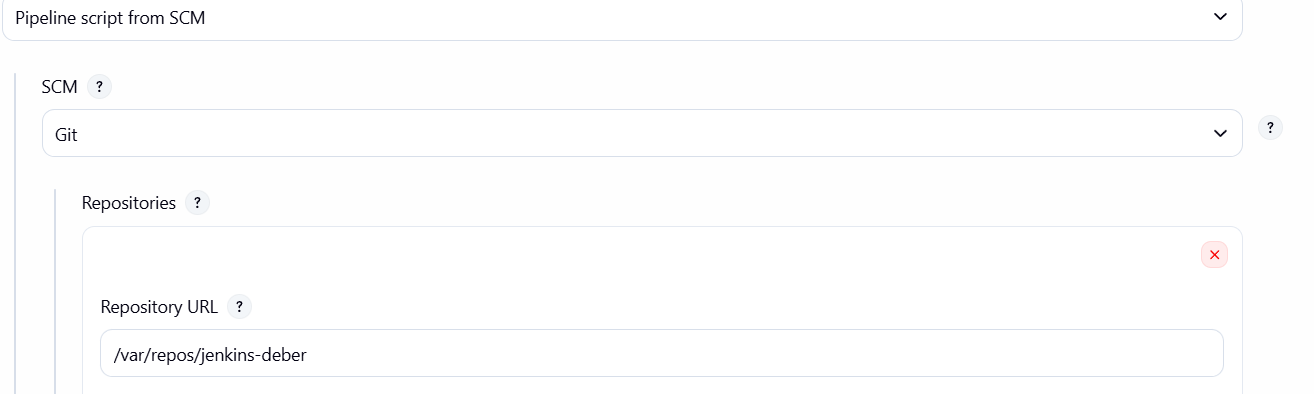 Pipeline script from SCM
SCM ?
Git
?
Repositories ?
Repository URL ?
/var/repos/jenkins-deber